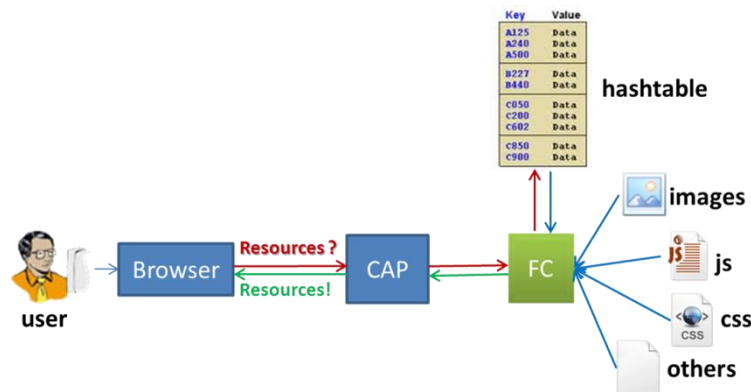 Key Value
A125 Data
A240 Data
A500 Data
B227 Data
B440 Data
C050 Data
C200 Data
C602 Data
C850 Data
C900 Data
hashtable
images
JS
js
Resources ?
Browser
CAP
FC
Resources!
user
<> CSS
css
others